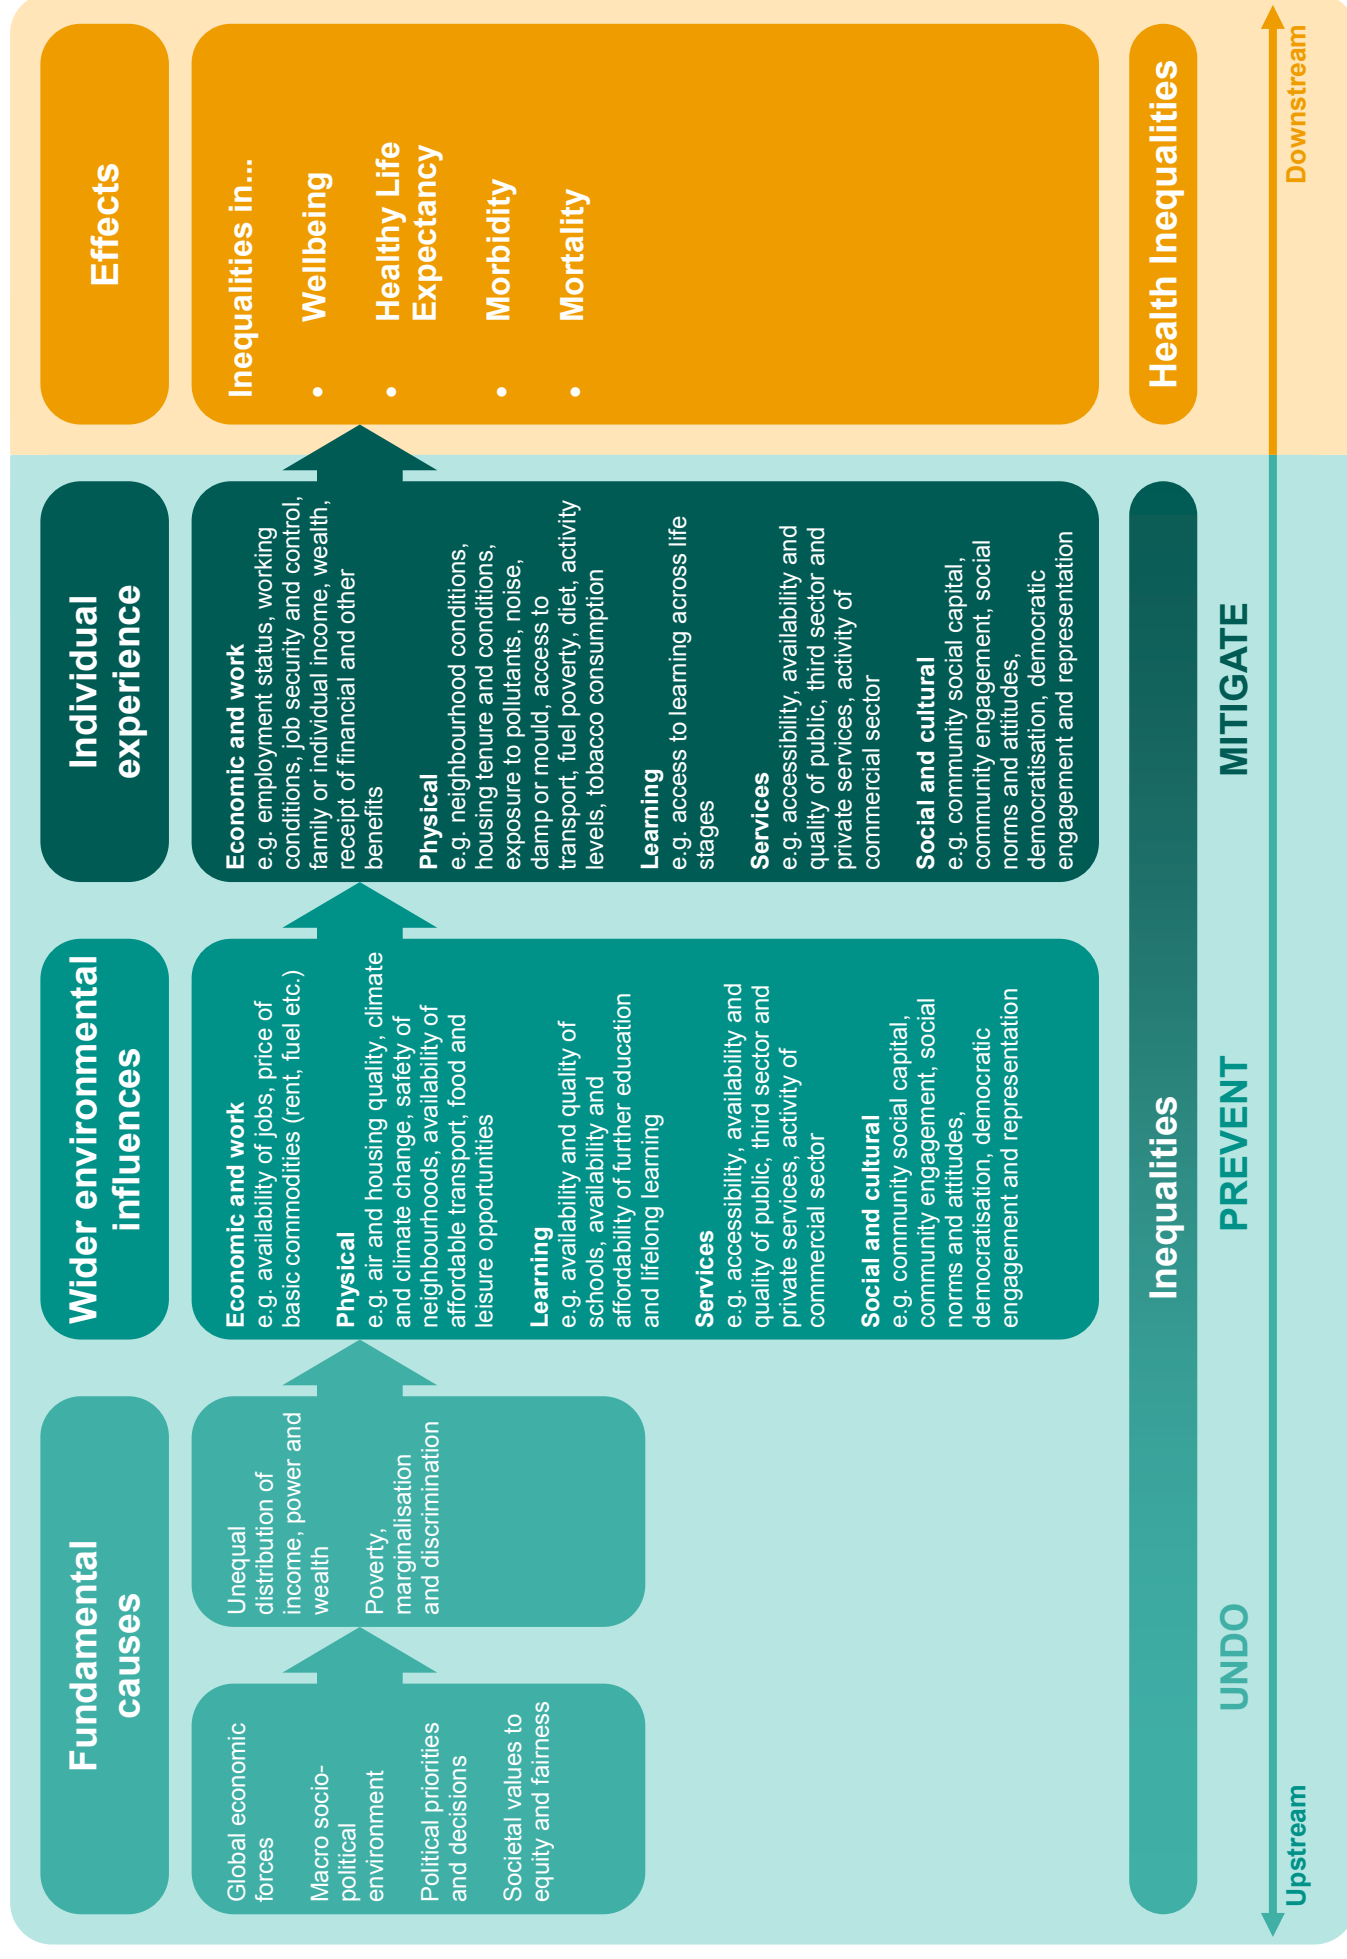 Fundamental
causes
Global economic
forces
Macro socio-
political
environment
Political priorities
and decisions
Societal values to
equity and fairness
Unequal
distribution of
income, power and
wealth
Poverty,
marginalisation
and discrimination
Wider environmental
influences
Economic and work
e.g. availability of jobs, price of
basic commodities (rent, fuel etc.)
Physical
e.g. air and housing quality, climate
and climate change, safety of
neighbourhoods, availability of
affordable transport, food and
leisure opportunities
Learning
e.g. availability and quality of
schools, availability and
affordability of further education
and lifelong learning
Services
e.g. accessibility, availability and
quality of public, third sector and
private services, activity of
commercial sector
Social and cultural
e.g. community social capital,
community engagement, social
norms and attitudes,
democratisation, democratic
engagement and representation
Individual
experience
Economic and work
e.g. employment status, working
conditions, job security and control,
family or individual income, wealth,
receipt of financial and other
benefits
Physical
e.g. neighbourhood conditions,
housing tenure and conditions,
exposure to pollutants, noise,
damp or mould, access to
transport, fuel poverty, diet, activity
levels, tobacco consumption
Learning
e.g. access to learning across life
stages
Services
e.g. accessibility, availability and
quality of public, third sector and
private services, activity of
commercial sector
Social and cultural
e.g. community social capital,
community engagement, social
norms and attitudes,
democratisation, democratic
engagement and representation
Effects
Inequalities in...
• Wellbeing
• Healthy Life
Expectancy
• Morbidity
• Mortality
Inequalities
Health Inequalities
UNDO
PREVENT
MITIGATE
Upstream
Downstream